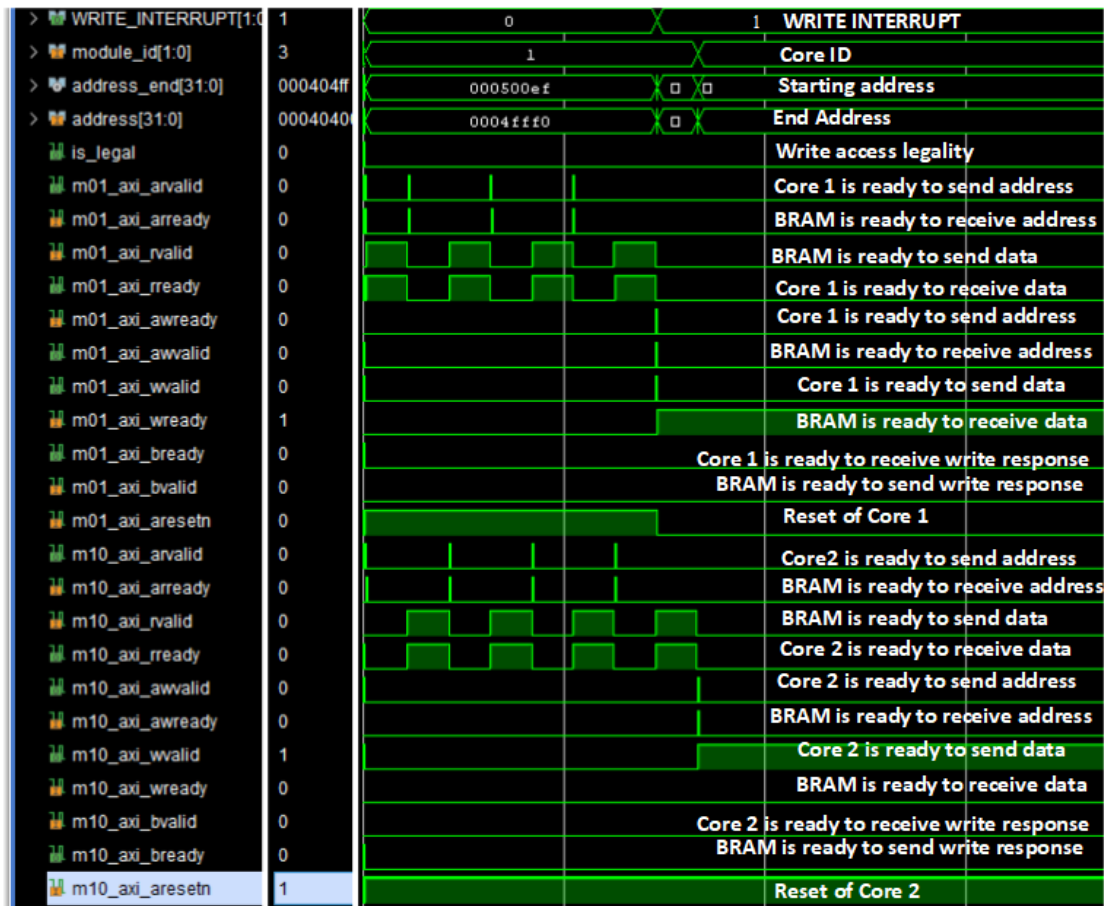 WRITE_INTERRUPT[1:0 1 0 1 WRITE INTERRUPT
module_id[1:0] 3 1 Core ID
address_end[31:0] 000404ff 000500ef Starting address
address[31:0] 0004040 0004fff0 End Address
is_legal 0 Write access legality
m01_axi_arvalid 0 Core 1 is ready to send address
m01_axi_arready 0 BRAM is ready to receive address
m01_axi_rvalid 0 BRAM is ready to send data
m01_axi_rready 0 Core 1 is ready to receive data
m01_axi_awready 0 Core 1 is ready to send address
m01_axi_awvalid 0 BRAM is ready to receive address
m01_axi_wvalid 0 Core 1 is ready to send data
m01_axi_wready 1 BRAM is ready to receive data
m01_axi_bready 0 Core 1 is ready to receive write response
m01_axi_bvalid 0 BRAM is ready to send write response
m01_axi_aresetn 0 Reset of Core 1
m10_axi_arvalid 0 Core2 is ready to send address
m10_axi_arready 0 BRAM is ready to receive address
m10_axi_rvalid 0 BRAM is ready to send data
m10_axi_rready 0 Core 2 is ready to receive data
m10_axi_awvalid 0 Core 2 is ready to send address
m10_axi_awready 0 BRAM is ready to receive address
m10_axi_wvalid 1 Core 2 is ready to send data
m10_axi_wready 0 BRAM is ready to receive data
m10_axi_bvalid 0 Core 2 is ready to receive write response
m10_axi_bready 0 BRAM is ready to send write response
m10_axi_aresetn 1 Reset of Core 2